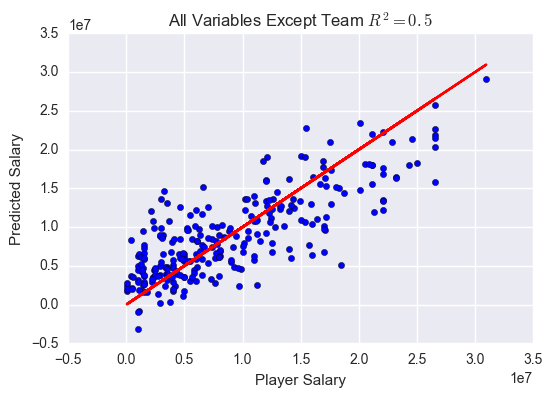 All Variables Except Team R² = 0.5
1e7
3.5
3.0
2.5
2.0
1.5
1.0
0.5
0.0
−0.5
Predicted Salary
−0.5 0.0 0.5 1.0 1.5 2.0 2.5 3.0 3.5
Player Salary
1e7